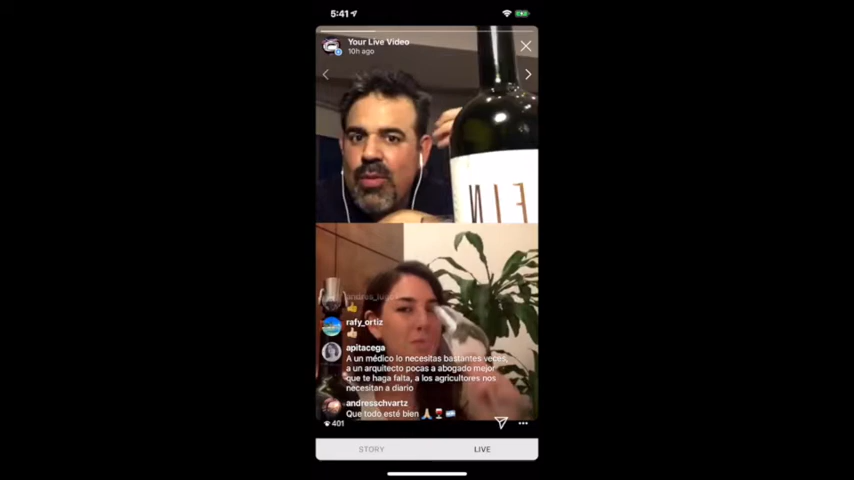 5:41
Your Live Video
10h ago
rafy_ortiz
apitacega
A un médico lo necesitas bastantes veces,
a un arquitecto pocas a abogado mejor
que te haga falta, a los agricultores nos
necesitan a diario
andresschvartz
Que todo esté bien 🙏🍷🇦🇷
401
STORY
LIVE